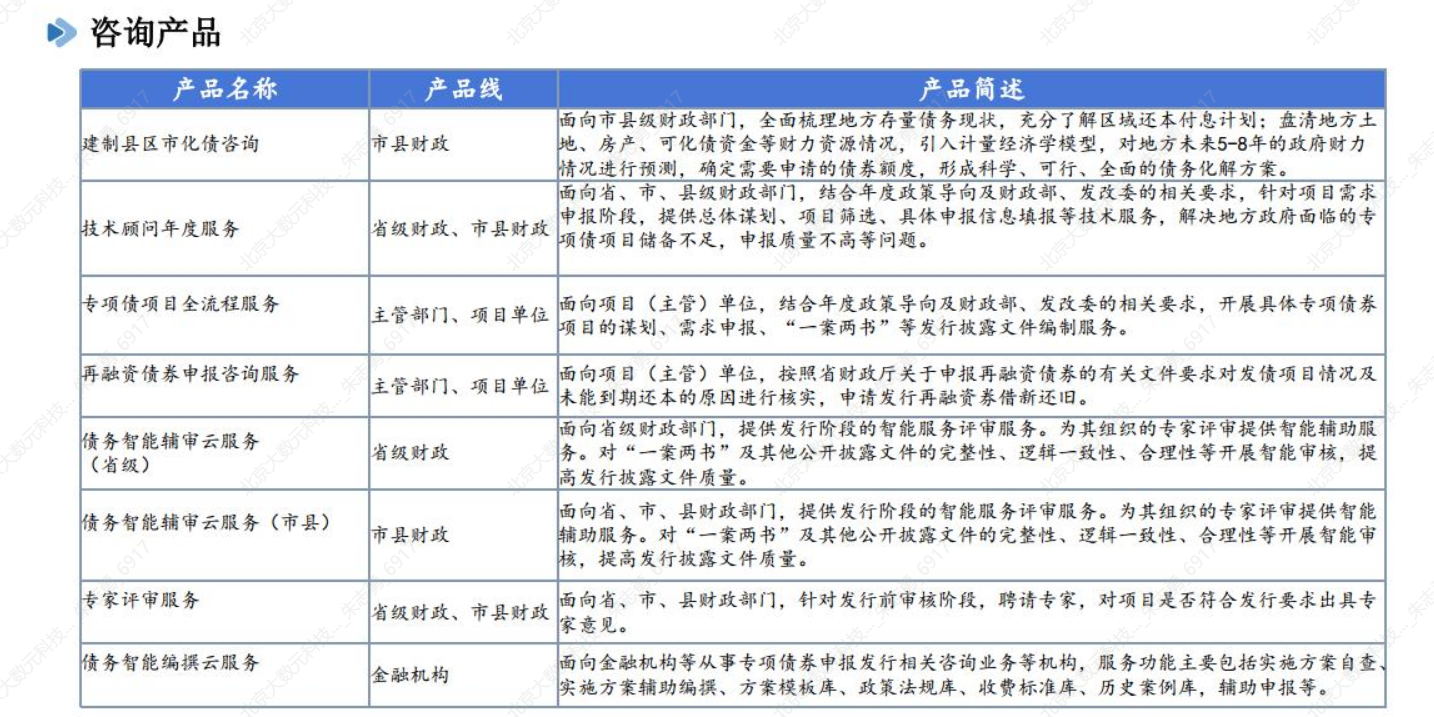 咨询产品
产品名称 产品线 产品简述
建制县区市化债咨询 市县财政
面向市县级财政部门，全面梳理地方存量债务现状，充分了解区域还本付息计划；盘清地方土
地、房产、可化债资金等财力资源情况，引入计量经济学模型，对地方未来5-8年的政府财力
情况进行预测，确定需要申请的债券额度，形成科学、可行、全面的债务化解方案。
技术顾问年度服务 省级财政、市县财政
面向省、市、县级财政部门，结合年度政策导向及财政部、发改委的相关要求，针对项目需求
申报阶段，提供总体谋划、项目筛选、具体申报信息填报等技术服务，解决地方政府面临的专
项债项目储备不足，申报质量不高等问题。
专项债项目全流程服务 主管部门、项目单位
面向项目（主管）单位，结合年度政策导向及财政部、发改委的相关要求，开展具体专项债券
项目的谋划、需求申报、“一案两书”等发行披露文件编制服务。
再融资债券申报咨询服务 主管部门、项目单位
面向项目（主管）单位，按照省财政厅关于申报再融资债券的有关文件要求对发债项目情况及
未能到期还本的原因进行核实，申请发行再融资券借新还旧。
债务智能辅审云服务
（省级）
省级财政
面向省级财政部门，提供发行阶段的智能服务评审服务。为其组织的专家评审提供智能辅助服
务。对“一案两书”及其他公开披露文件的完整性、逻辑一致性、合理性等开展智能审核，提
高发行披露文件质量。
债务智能辅审云服务（市县） 市县财政
面向省、市、县财政部门，提供发行阶段的智能服务评审服务。为其组织的专家评审提供智能
辅助服务。对“一案两书”及其他公开披露文件的完整性、逻辑一致性、合理性等开展智能审
核，提高发行披露文件质量。
专家评审服务 省级财政、市县财政
面向省、市、县财政部门，针对发行前审核阶段，聘请专家，对项目是否符合发行要求出具专
家意见。
债务智能编撰云服务 金融机构
面向金融机构等从事专项债券申报发行相关咨询业务等机构，服务功能主要包括实施方案自查、
实施方案辅助编撰、方案模板库、政策法规库、收费标准库、历史案例库，辅助申报等。